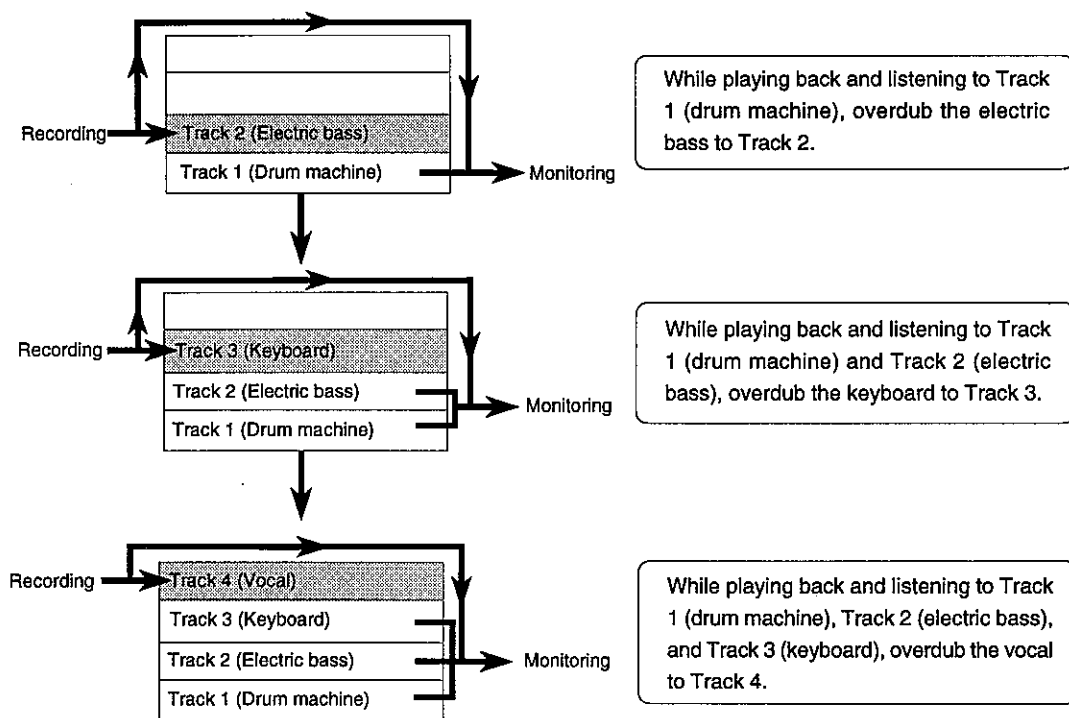 While playing back and listening to Track
1 (drum machine), overdub the electric
bass to Track 2.
Recording
Track 2 (Electric bass)
Track 1 (Drum machine)
Monitoring
While playing back and listening to Track
1 (drum machine) and Track 2 (electric
bass), overdub the keyboard to Track 3.
Recording
Track 3 (Keyboard)
Track 2 (Electric bass)
Track 1 (Drum machine)
Monitoring
While playing back and listening to Track
1 (drum machine), Track 2 (electric bass),
and Track 3 (keyboard), overdub the vocal
to Track 4.
Recording
Track 4 (Vocal)
Track 3 (Keyboard)
Track 2 (Electric bass)
Track 1 (Drum machine)
Monitoring